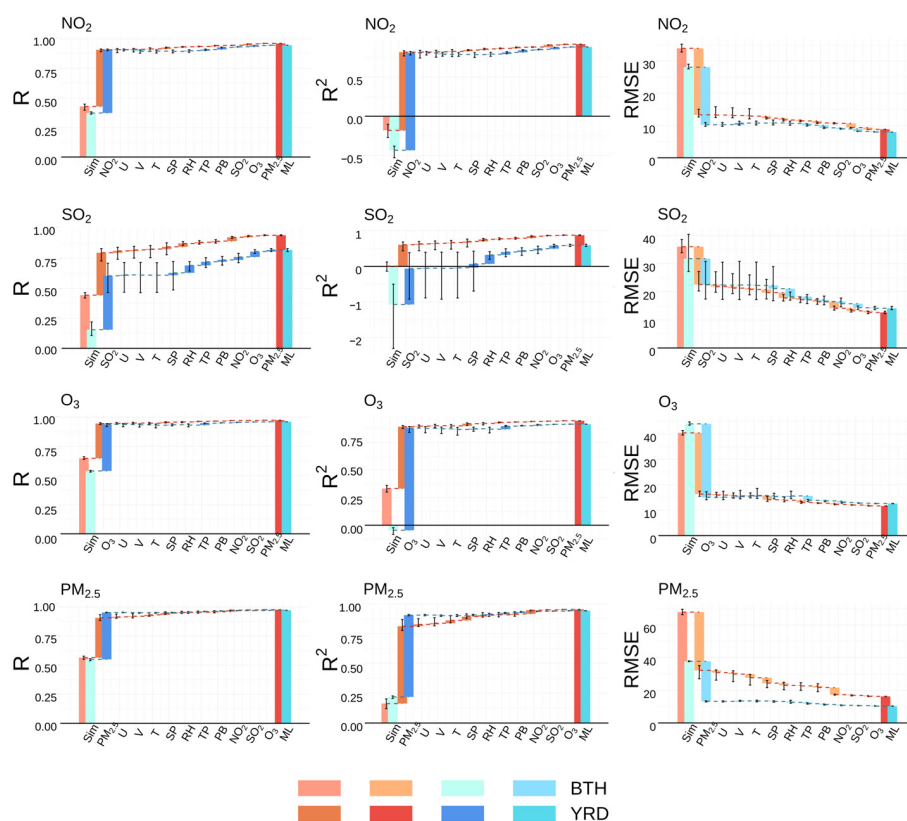 NO2 NO2 NO2
R
1.00
0.75
0.50
0.25
0.00
Sim NO2 U V T SP RH TP PB SO2 O3 PM2.5 ML
R2
0.5
0.0
−0.5
Sim NO2 U V T SP RH TP PB SO2 O3 PM2.5 ML
RMSE
30
20
10
0
Sim NO2 U V T SP RH TP PB SO2 O3 PM2.5 ML
SO2 SO2 SO2
R
1.00
0.75
0.50
0.25
0.00
Sim SO2 U V T SP RH TP PB NO2 O3 PM2.5 ML
R2
1
0
−1
−2
Sim SO2 U V T SP RH TP PB NO2 O3 PM2.5 ML
RMSE
40
30
20
10
0
Sim SO2 U V T SP RH TP PB NO2 O3 PM2.5 ML
O3 O3 O3
R
1.00
0.75
0.50
0.25
0.00
Sim O3 U V T SP RH TP PB NO2 SO2 PM2.5 ML
R2
0.75
0.50
0.25
0.00
Sim O3 U V T SP RH TP PB NO2 SO2 PM2.5 ML
RMSE
40
30
20
10
0
Sim O3 U V T SP RH TP PB NO2 SO2 PM2.5 ML
PM2.5 PM2.5 PM2.5
R
1.00
0.75
0.50
0.25
0.00
Sim PM2.5 U V T SP RH TP PB NO2 SO2 O3 ML
R2
1.00
0.75
0.50
0.25
0.00
Sim PM2.5 U V T SP RH TP PB NO2 SO2 O3 ML
RMSE
60
40
20
0
Sim PM2.5 U V T SP RH TP PB NO2 SO2 O3 ML
BTH
YRD